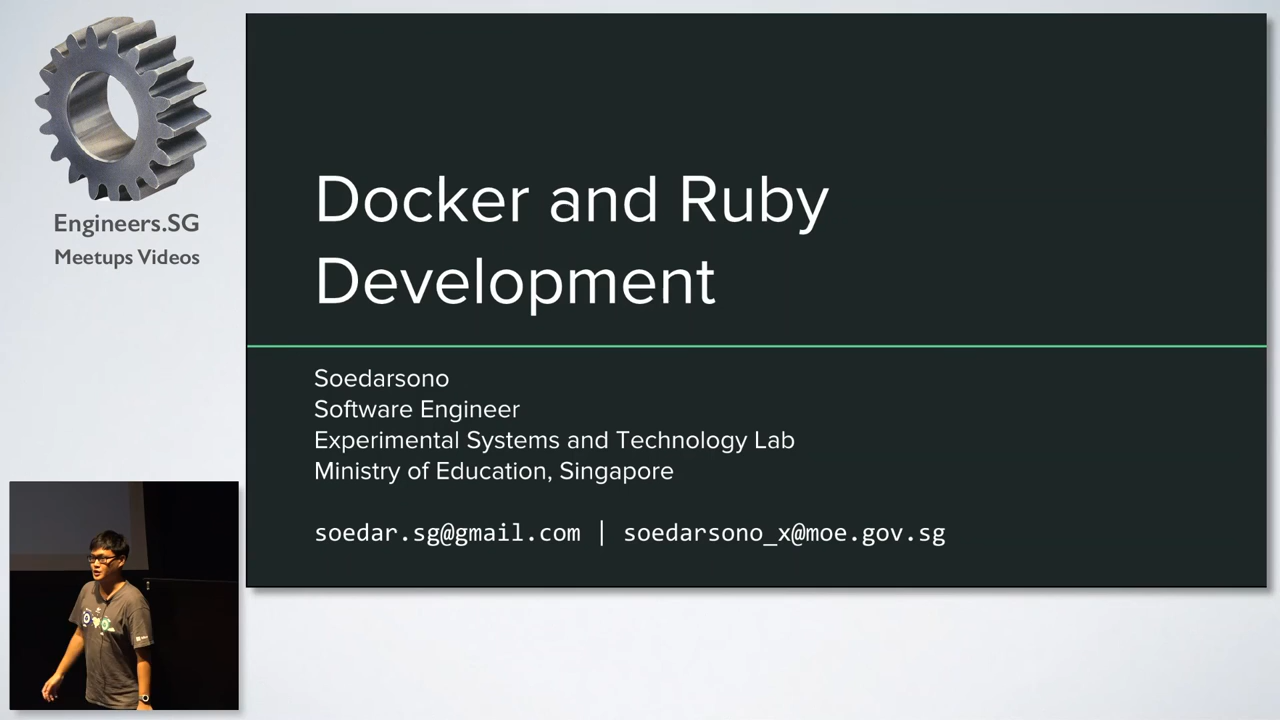 Engineers.SG
Meetups Videos
Docker and Ruby
Development
Soedarsono
Software Engineer
Experimental Systems and Technology Lab
Ministry of Education, Singapore
soedar.sg@gmail.com | soedarsono_x@moe.gov.sg